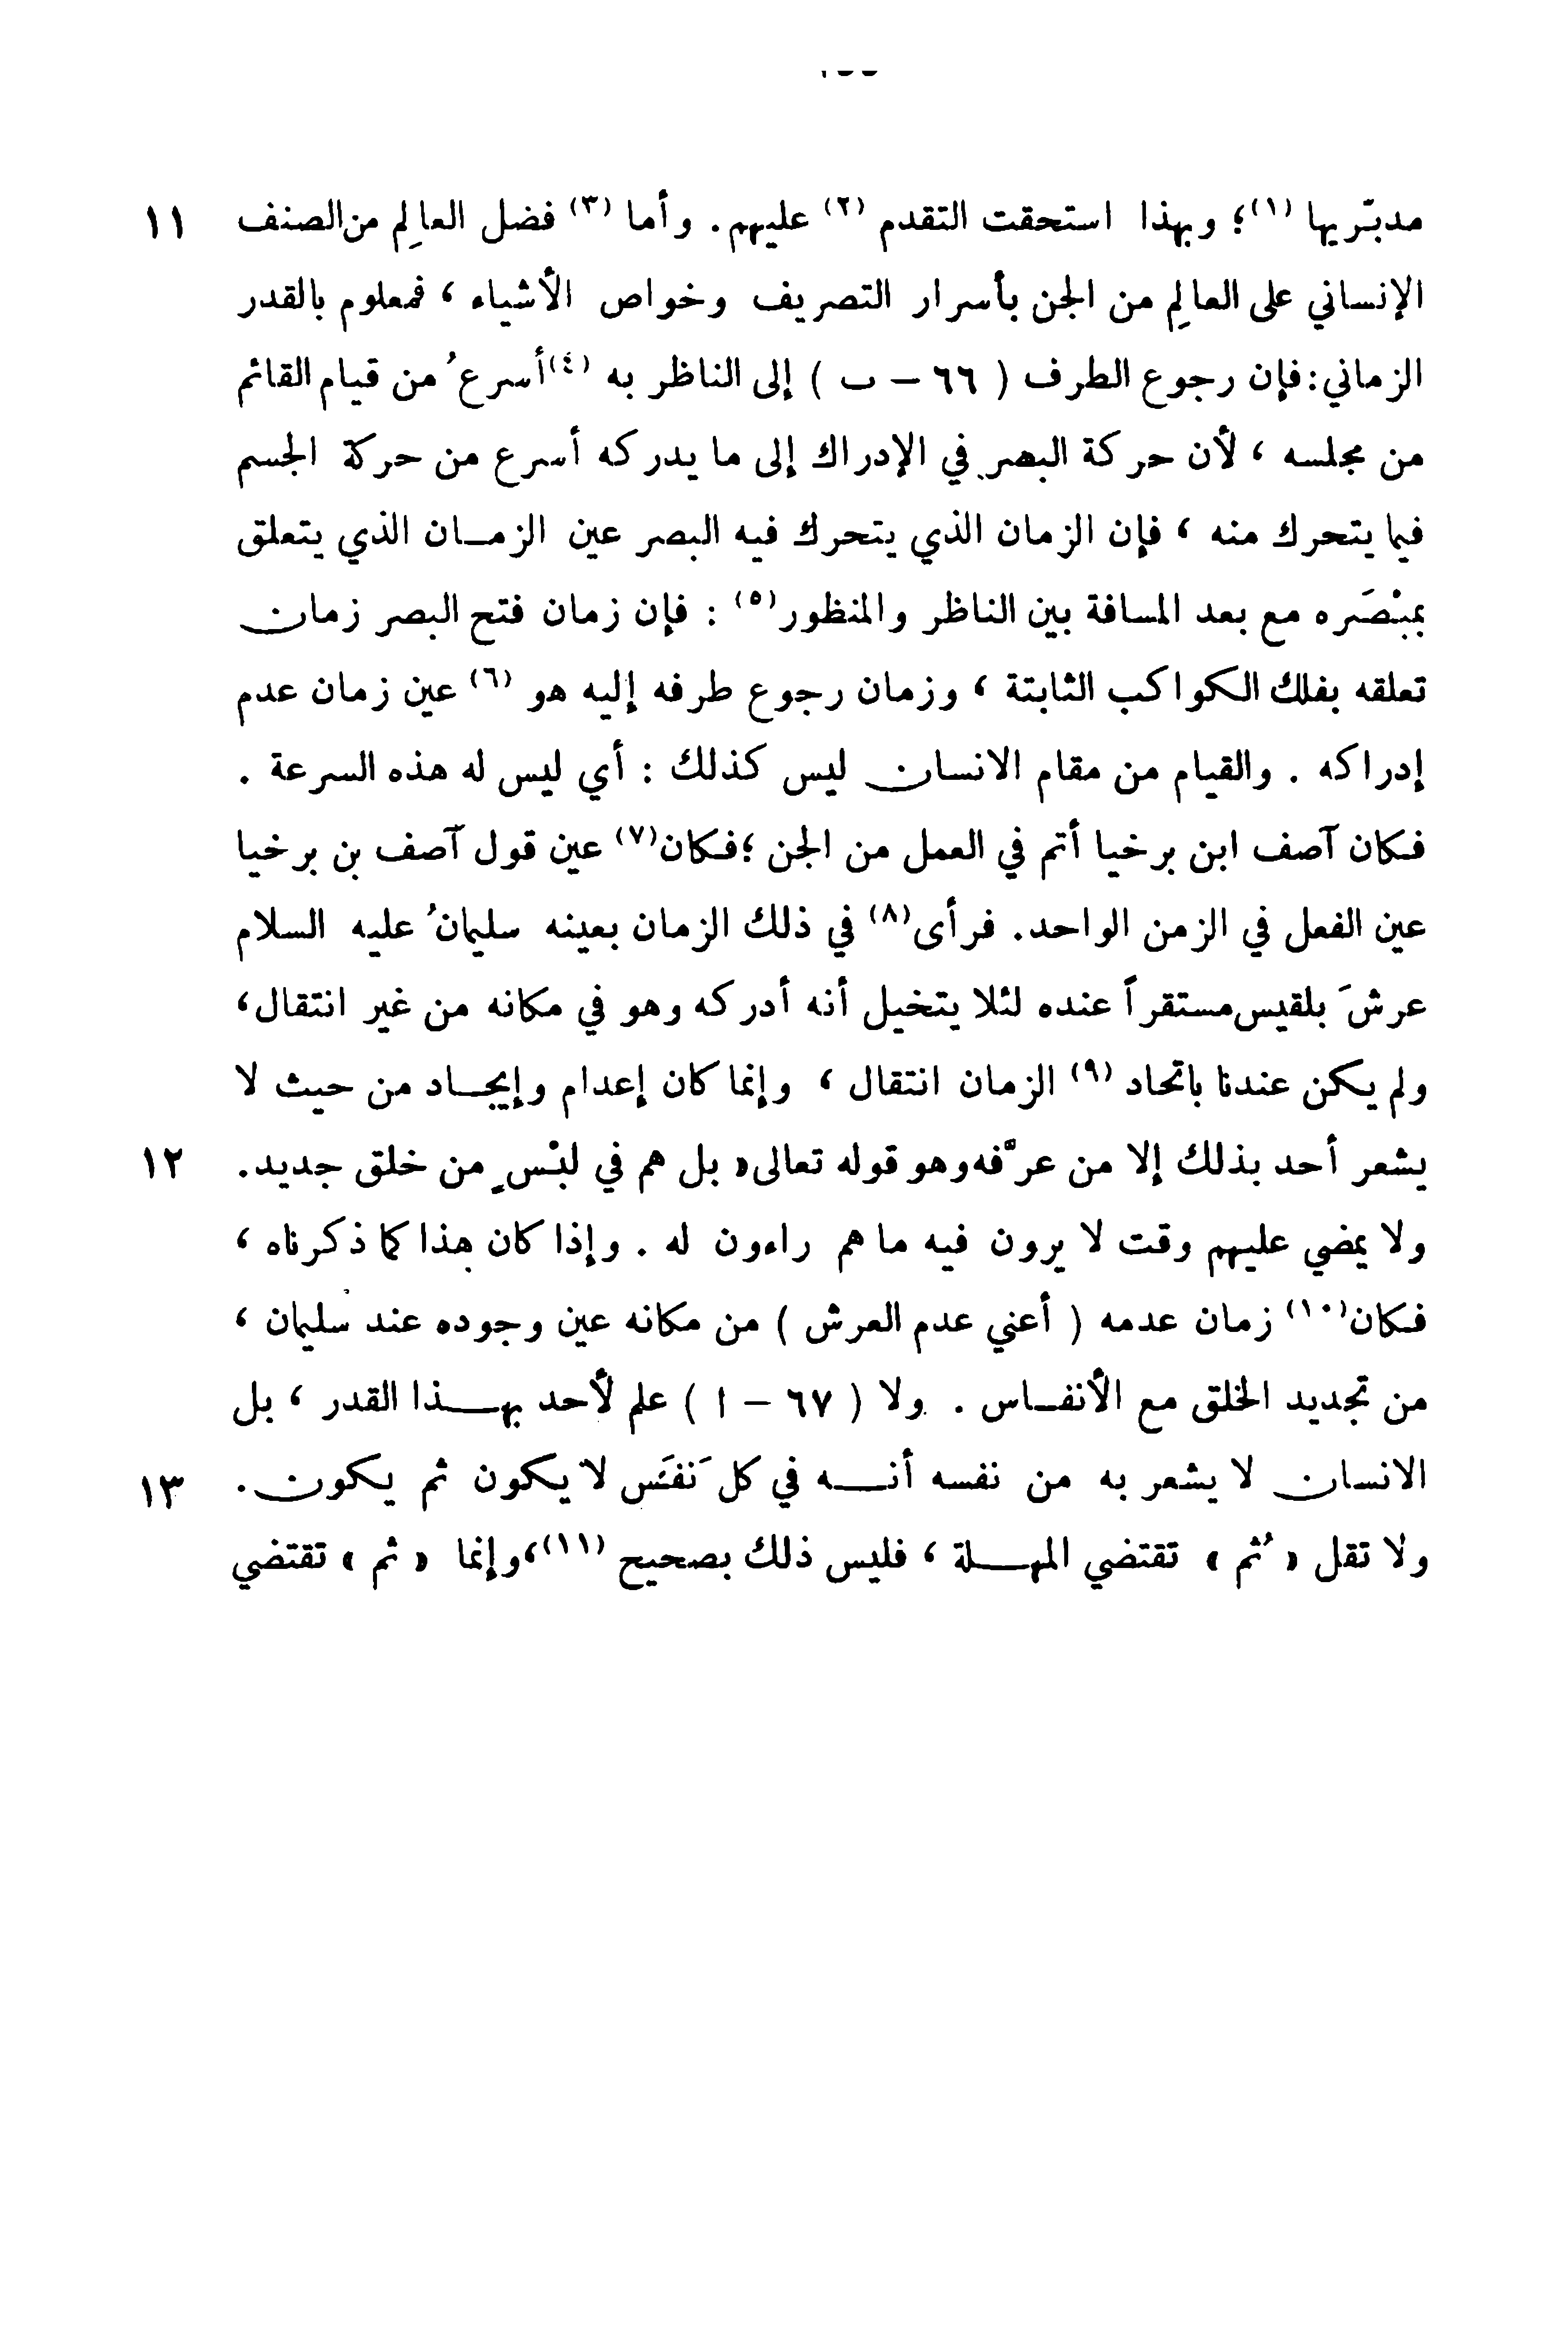 مدبّريها (١)؛ وبهذا استحقت التقدم (٢) عليهم. وأما (٣) فضل العالِم من الصنف ١١
الإنساني على العالِم من الجن بأسرار التصريف وخواص الأشياء ، فمعلوم بالقدر
الزماني: فإن رجوع الطرف ( ٦٦ – ب ) إلى الناظر به (٤) أسرعُ من قيام القائم
من مجلسه ، لأن حركة البصر في الإدراك إلى ما يدركه أسرع من حركة الجسم
فيما يتحرك منه ، فإن الزمان الذي يتحرك فيه البصر عين الزمـان الذي يتعلق
بمبْصَره مع بعد المسافة بين الناظر والمنظور(٥) : فإن زمان فتح البصر زمان
تعلقه بفلك الكواكب الثابتة ، وزمان رجوع طرفه إليه هو (٦) عين زمان عدم
إدراكه . والقيام من مقام الانسان ليس كذلك : أي ليس له هذه السرعة .
فكان آصف ابن برخيا أتم في العمل من الجن ؛ فكان(٧) عين قول آصف بن برخيا
عين الفعل في الزمن الواحد. فرأى(٨) في ذلك الزمان بعينه سليمانُ عليه السلام
عرشَ بلقيس مستقراً عنده لئلا يتخيل أنه أدركه وهو في مكانه من غير انتقال،
ولم يكن عندنا باتحاد (٩) الزمان انتقال ، وإنما كان إعدام وإيجـاد من حيث لا
يشعر أحد بذلك إلا من عرَّفه وهو قوله تعالى « بل هم في لبْسٍ من خلق جديد. ١٢
ولا يمضي عليهم وقت لا يرون فيه ما هم راءون له . وإذا كان هذا كما ذكرناه ،
فكان(١٠) زمان عدمه ( أعني عدم العرش ) من مكانه عين وجوده عند سليمان ،
من تجديد الخلق مع الأنفـاس . ولا ( ٦٧ – ا ) علم لأحد بهـــذا القدر ، بل
الانسان لا يشعر به من نفسه أنـــه في كل نَفَس لا يكون ثم يكون. ١٣
ولا تقل « ثُم » تقتضي المهـــلة ، فليس ذلك بصحيح (١١)، وإنما « ثم » تقتضي